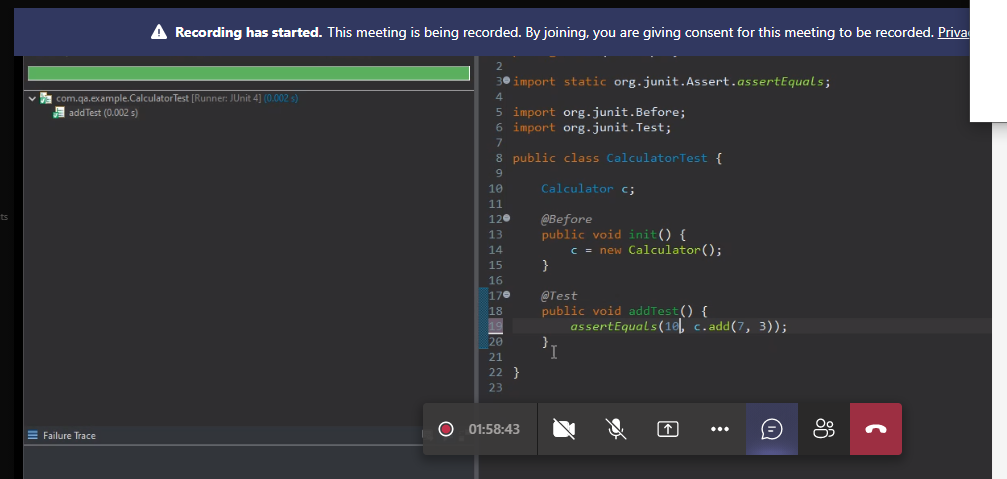 Recording has started. This meeting is being recorded. By joining, you are giving consent for this meeting to be recorded. Priva
com.qa.example.CalculatorTest [Runner: JUnit 4] (0.002 s)
addTest (0.002 s)
ts
2
3 import static org.junit.Assert.assertEquals;
4
5 import org.junit.Before;
6 import org.junit.Test;
7
8 public class CalculatorTest {
9
10 Calculator c;
11
12 @Before
13 public void init() {
14 c = new Calculator();
15 }
16
17 @Test
18 public void addTest() {
19 assertEquals(10, c.add(7, 3));
20 }
21
22 }
23
Failure Trace
01:58:43